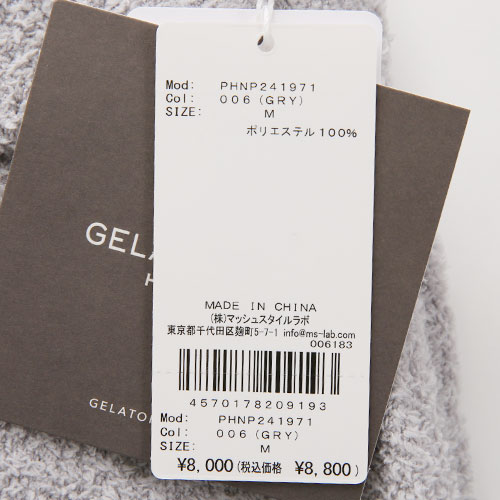 Mod: PHNP241971
Col: 006(GRY)
SIZE: M
ポリエステル100%
MADE IN CHINA
(株)マッシュスタイルラボ
東京都千代田区麹町5-7-1 info@ms-lab.com
006183
4570178209193
Mod: PHNP241971
Col: 006(GRY)
SIZE: M
¥8,000(税込価格 ¥8,800)
GELA
H
GELATO